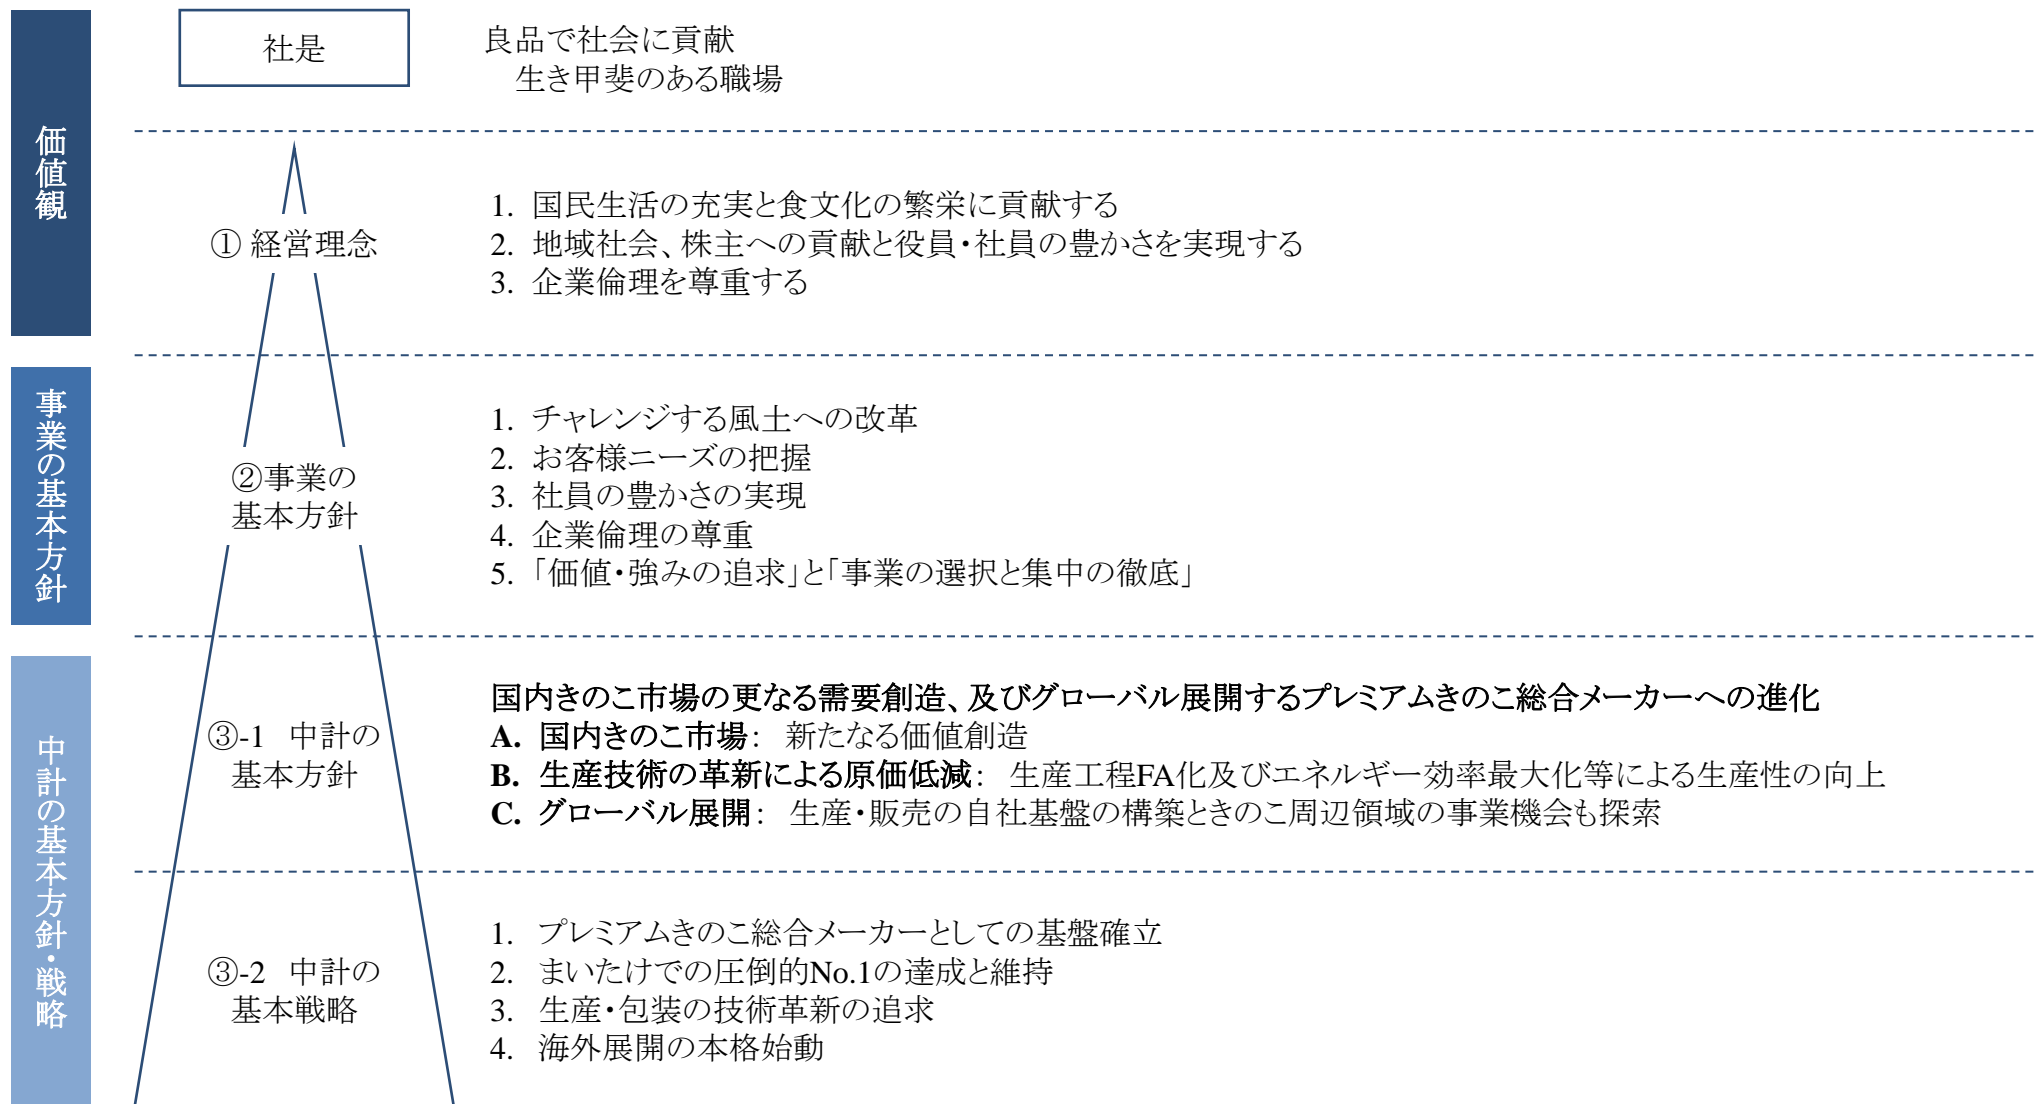 価値観
社是
良品で社会に貢献
生き甲斐のある職場
① 経営理念
1. 国民生活の充実と食文化の繁栄に貢献する
2. 地域社会、株主への貢献と役員・社員の豊かさを実現する
3. 企業倫理を尊重する
事業の基本方針
②事業の
基本方針
1. チャレンジする風土への改革
2. お客様ニーズの把握
3. 社員の豊かさの実現
4. 企業倫理の尊重
5. 「価値・強みの追求」と「事業の選択と集中の徹底」
中計の基本方針・戦略
③-1 中計の
基本方針
国内きのこ市場の更なる需要創造、及びグローバル展開するプレミアムきのこ総合メーカーへの進化
A. 国内きのこ市場： 新たなる価値創造
B. 生産技術の革新による原価低減： 生産工程FA化及びエネルギー効率最大化等による生産性の向上
C. グローバル展開： 生産・販売の自社基盤の構築ときのこ周辺領域の事業機会も探索
③-2 中計の
基本戦略
1. プレミアムきのこ総合メーカーとしての基盤確立
2. まいたけでの圧倒的No.1の達成と維持
3. 生産・包装の技術革新の追求
4. 海外展開の本格始動